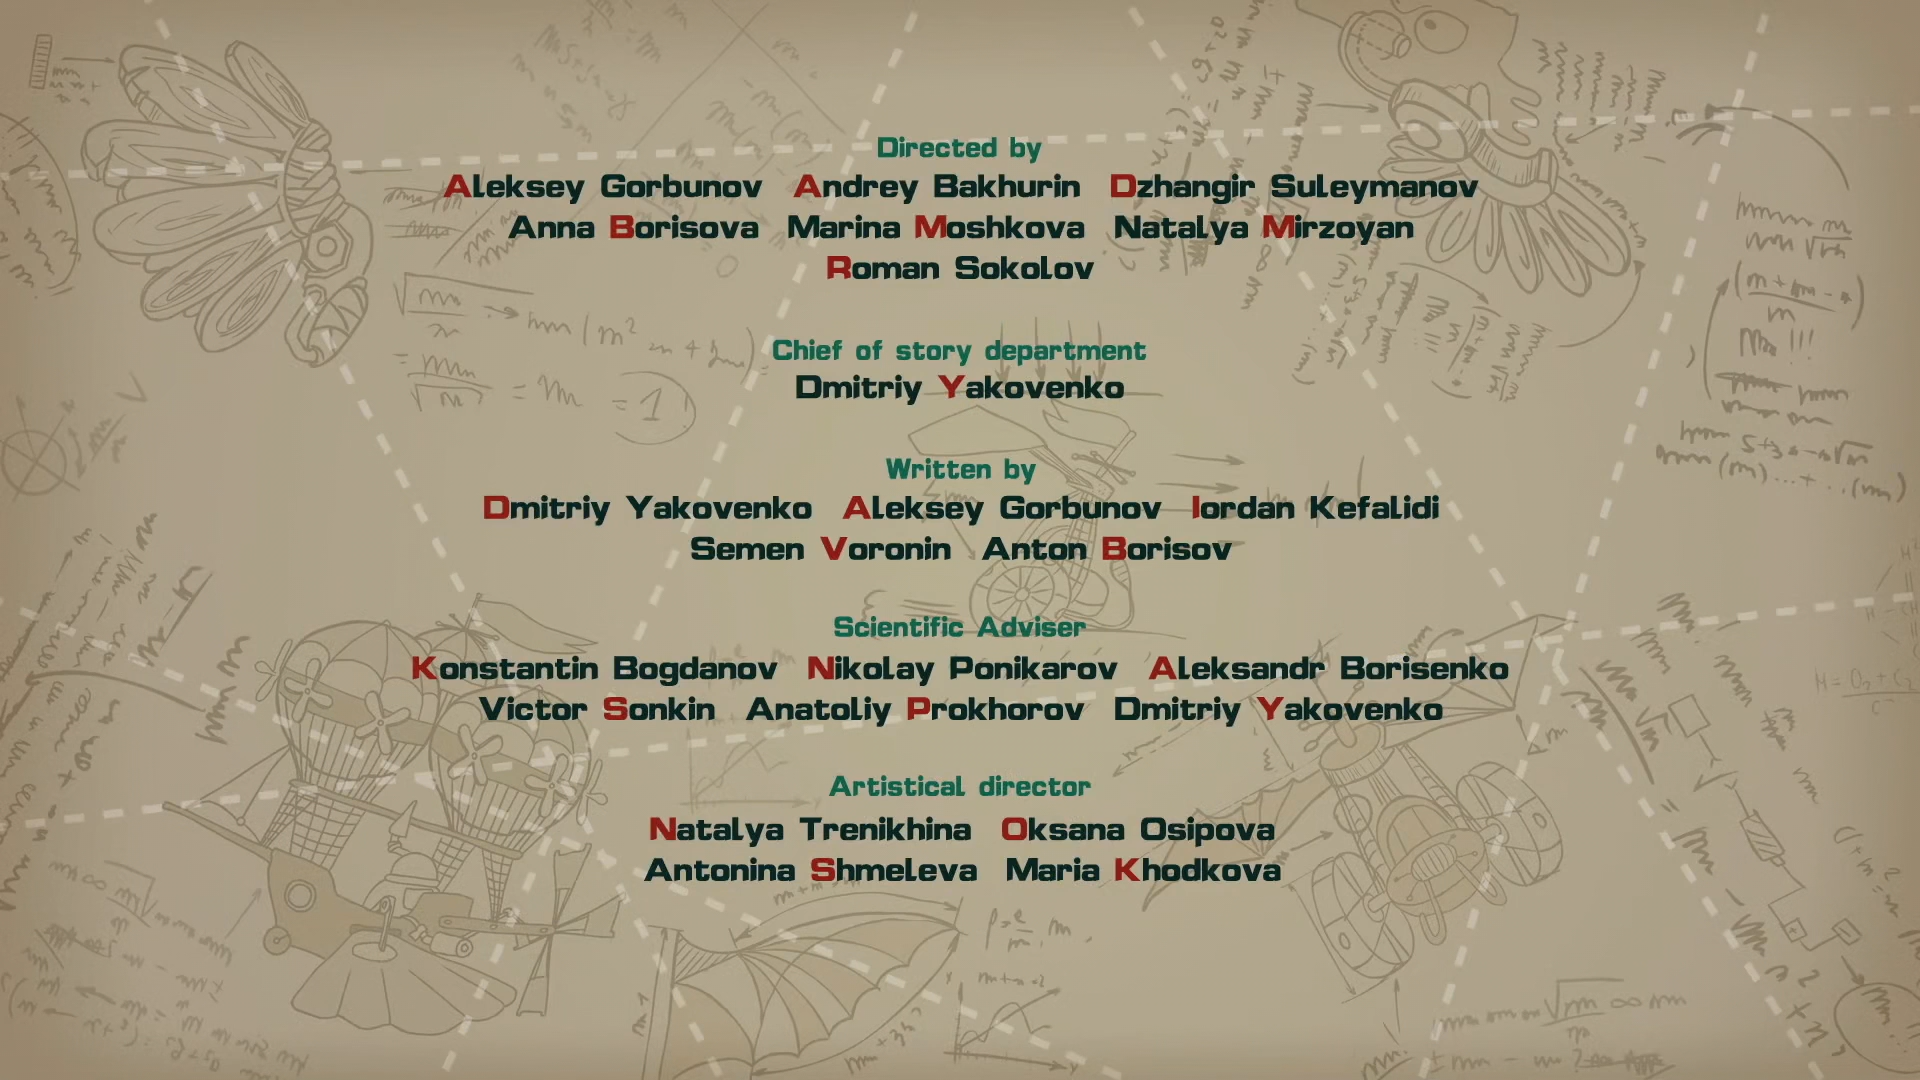 Directed by
Aleksey Gorbunov Andrey Bakhurin Dzhangir Suleymanov
Anna Borisova Marina Moshkova Natalya Mirzoyan
Roman Sokolov
Chief of story department
Dmitriy Yakovenko
Written by
Dmitriy Yakovenko Aleksey Gorbunov Iordan Kefalidi
Semen Voronin Anton Borisov
Scientific Adviser
Konstantin Bogdanov Nikolay Ponikarov Aleksandr Borisenko
Victor Sonkin Anatoliy Prokhorov Dmitriy Yakovenko
Artistical director
Natalya Trenikhina Oksana Osipova
Antonina Shmeleva Maria Khodkova